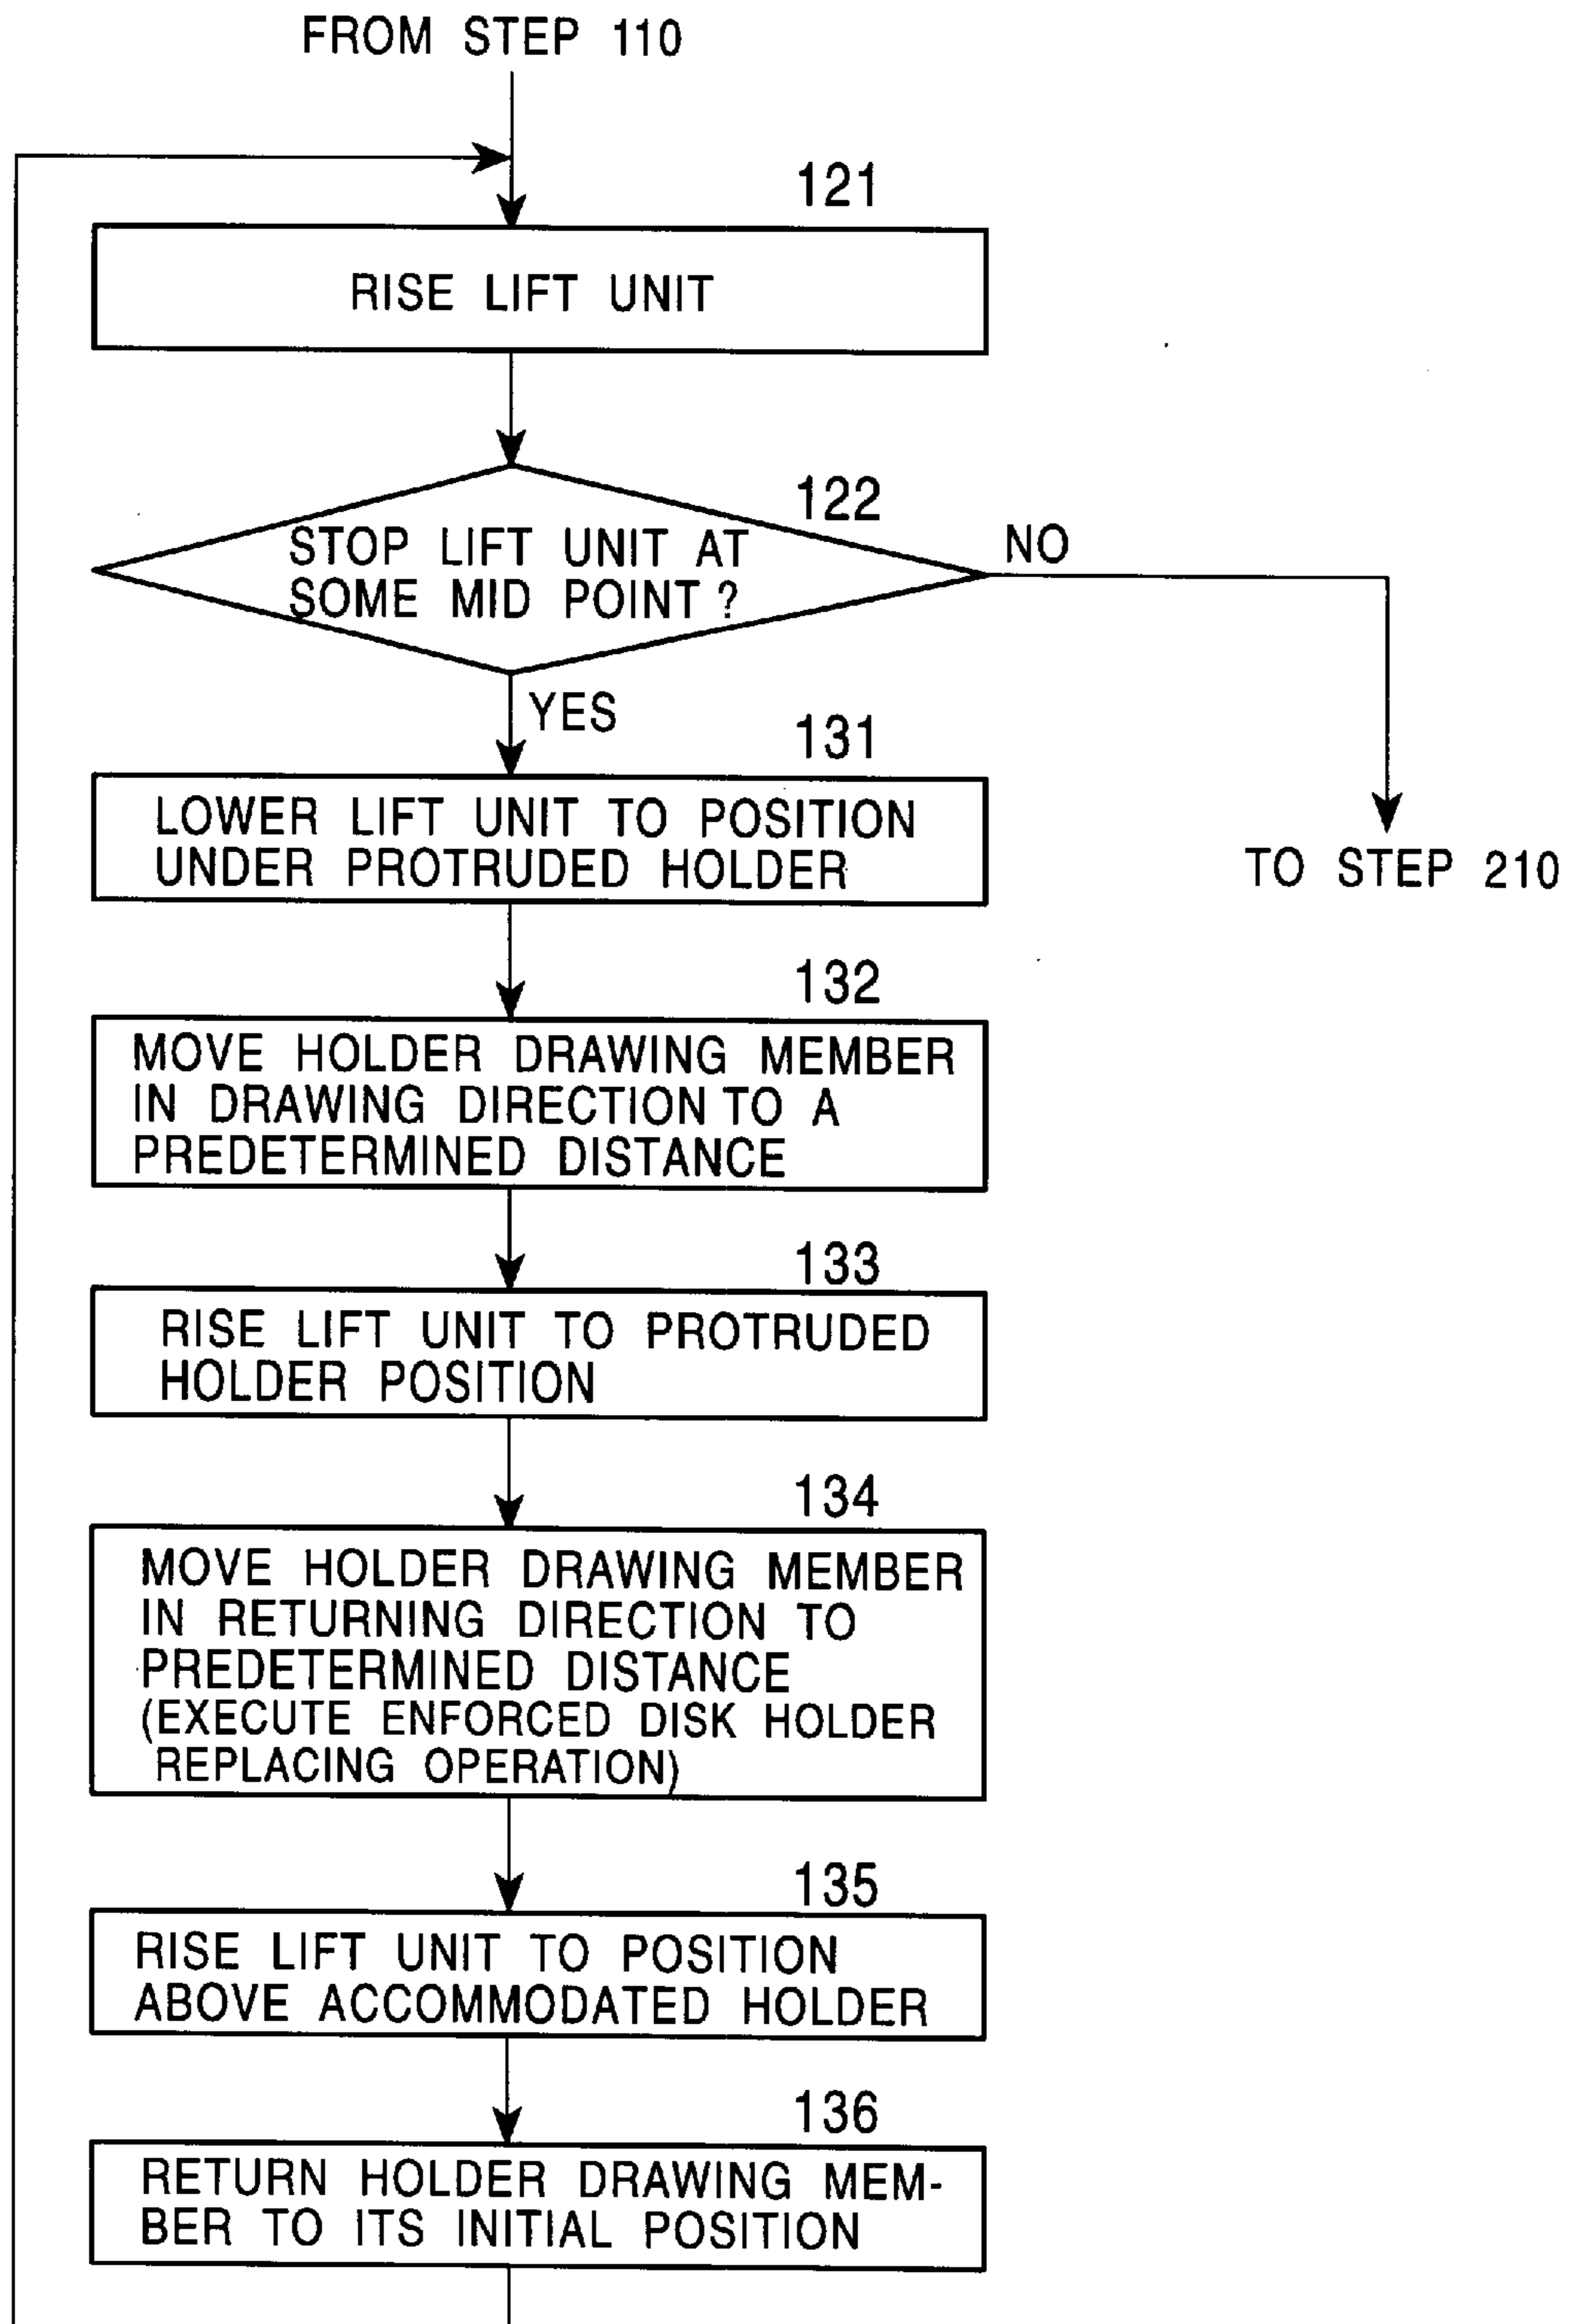 FROM STEP 110
121
RISE LIFT UNIT
122
STOP LIFT UNIT AT
SOME MID POINT ?
NO
YES
131
LOWER LIFT UNIT TO POSITION
UNDER PROTRUDED HOLDER
TO STEP 210
132
MOVE HOLDER DRAWING MEMBER
IN DRAWING DIRECTION TO A
PREDETERMINED DISTANCE
133
RISE LIFT UNIT TO PROTRUDED
HOLDER POSITION
134
MOVE HOLDER DRAWING MEMBER
IN RETURNING DIRECTION TO
PREDETERMINED DISTANCE
(EXECUTE ENFORCED DISK HOLDER
REPLACING OPERATION)
135
RISE LIFT UNIT TO POSITION
ABOVE ACCOMMODATED HOLDER
136
RETURN HOLDER DRAWING MEM-
BER TO ITS INITIAL POSITION